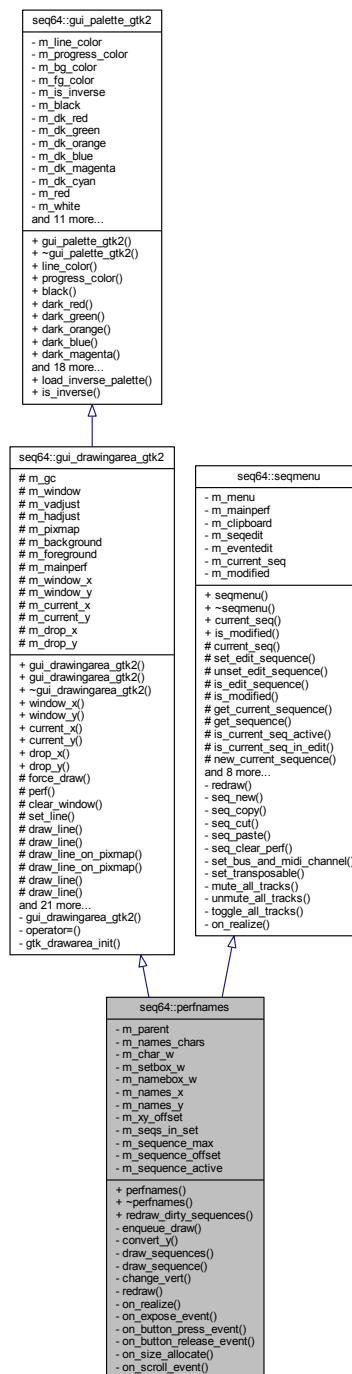 seq64::gui_palette_gtk2
- m_line_color
- m_progress_color
- m_bg_color
- m_fg_color
- m_is_inverse
- m_black
- m_dk_red
- m_dk_green
- m_dk_orange
- m_dk_blue
- m_dk_magenta
- m_dk_cyan
- m_red
- m_white
and 11 more...
+ gui_palette_gtk2()
+ ~gui_palette_gtk2()
+ line_color()
+ progress_color()
+ black()
+ dark_red()
+ dark_green()
+ dark_orange()
+ dark_blue()
+ dark_magenta()
and 18 more...
+ load_inverse_palette()
+ is_inverse()
seq64::gui_drawingarea_gtk2
# m_gc
# m_window
# m_vadjust
# m_hadjust
# m_pixmap
# m_background
# m_foreground
# m_mainperf
# m_window_x
# m_window_y
# m_current_x
# m_current_y
# m_drop_x
# m_drop_y
+ gui_drawingarea_gtk2()
+ gui_drawingarea_gtk2()
+ ~gui_drawingarea_gtk2()
+ window_x()
+ window_y()
+ current_x()
+ current_y()
+ drop_x()
+ drop_y()
# force_draw()
# perf()
# clear_window()
# set_line()
# draw_line()
# draw_line()
# draw_line_on_pixmap()
# draw_line_on_pixmap()
# draw_line()
# draw_line()
and 21 more...
- gui_drawingarea_gtk2()
- operator=()
- gtk_drawarea_init()
seq64::seqmenu
- m_menu
- m_mainperf
- m_clipboard
- m_seqedit
- m_eventedit
- m_current_seq
- m_modified
+ seqmenu()
+ ~seqmenu()
+ current_seq()
+ is_modified()
# current_seq()
# set_edit_sequence()
# unset_edit_sequence()
# is_edit_sequence()
# is_modified()
# get_current_sequence()
# get_sequence()
# is_current_seq_active()
# is_current_seq_in_edit()
# new_current_sequence()
and 8 more...
- redraw()
- seq_new()
- seq_copy()
- seq_cut()
- seq_paste()
- seq_clear_perf()
- set_bus_and_midi_channel()
- set_transposable()
- mute_all_tracks()
- unmute_all_tracks()
- toggle_all_tracks()
- on_realize()
seq64::perfnames
- m_parent
- m_names_chars
- m_char_w
- m_setbox_w
- m_namebox_w
- m_names_x
- m_names_y
- m_xy_offset
- m_seqs_in_set
- m_sequence_max
- m_sequence_offset
- m_sequence_active
+ perfnames()
+ ~perfnames()
+ redraw_dirty_sequences()
- enqueue_draw()
- convert_y()
- draw_sequences()
- draw_sequence()
- change_vert()
- redraw()
- on_realize()
- on_expose_event()
- on_button_press_event()
- on_button_release_event()
- on_size_allocate()
- on_scroll_event()